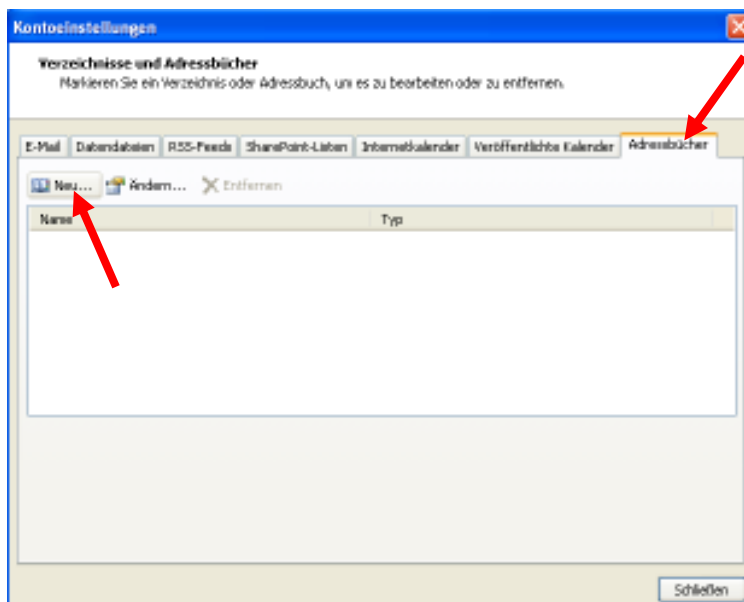 Kontoeinstellungen
Verzeichnisse und Adressbücher
Markieren Sie ein Verzeichnis oder Adressbuch, um es zu bearbeiten oder zu entfernen.
E-Mail Datendateien RSS-Feeds SharePoint-Listen Internetkalender Veröffentlichte Kalender Adressbücher
Neu... Ändern... Entfernen
Name Typ
Schließen